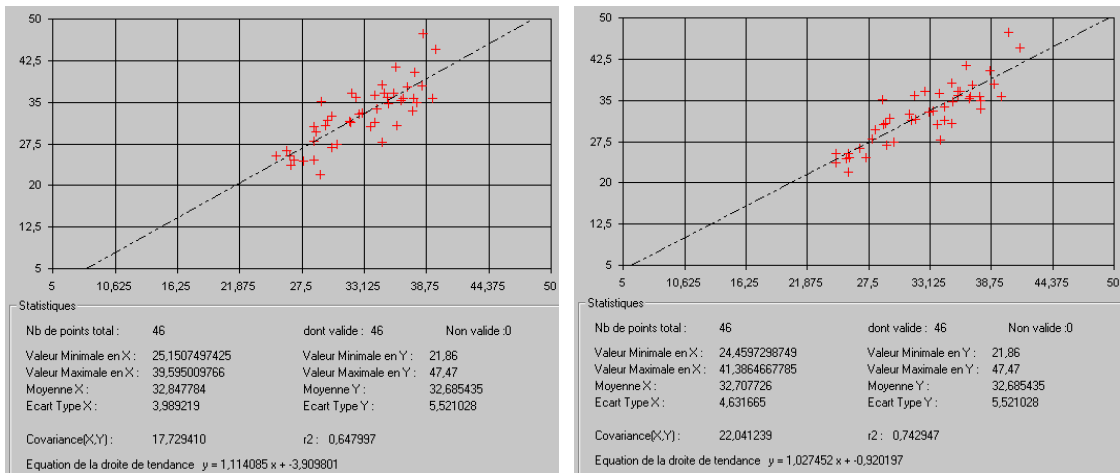 50
42,5
35
27,5
20
12,5
5
5 10,625 16,25 21,875 27,5 33,125 38,75 44,375 50
Statistiques
Nb de points total : 46 dont valide : 46 Non valide :0
Valeur Minimale en X : 25,1507497425 Valeur Minimale en Y : 21,86
Valeur Maximale en X : 39,595009766 Valeur Maximale en Y : 47,47
Moyenne X : 32,847784 Moyenne Y : 32,685435
Ecart Type X : 3,989219 Ecart Type Y : 5,521028
Covariance(X,Y) : 17,729410 r2 : 0,647997
Equation de la droite de tendance y = 1,114085 x + -3,909801
50
42,5
35
27,5
20
12,5
5
5 10,625 16,25 21,875 27,5 33,125 38,75 44,375 50
Statistiques
Nb de points total : 46 dont valide : 46 Non valide :0
Valeur Minimale en X : 24,4597298749 Valeur Minimale en Y : 21,86
Valeur Maximale en X : 41,3864667785 Valeur Maximale en Y : 47,47
Moyenne X : 32,707726 Moyenne Y : 32,685435
Ecart Type X : 4,631665 Ecart Type Y : 5,521028
Covariance(X,Y) : 22,041239 r2 : 0,742947
Equation de la droite de tendance y = 1,027452 x + -0,920197